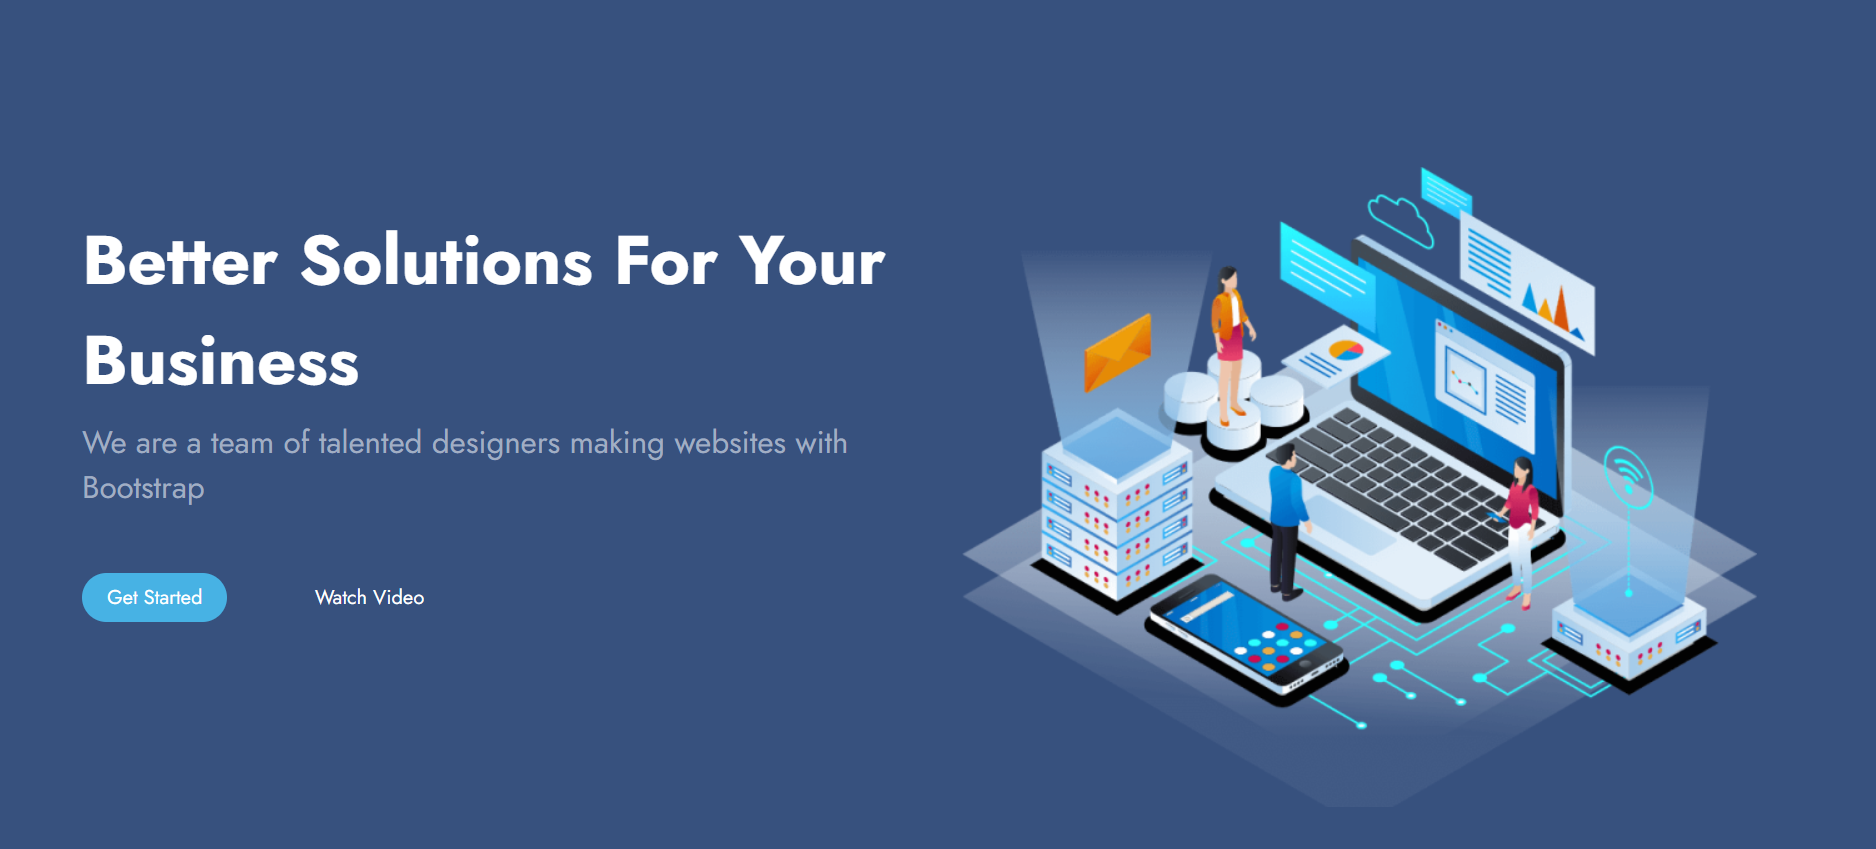 Better Solutions For Your
Business
We are a team of talented designers making websites with
Bootstrap
Get Started
Watch Video